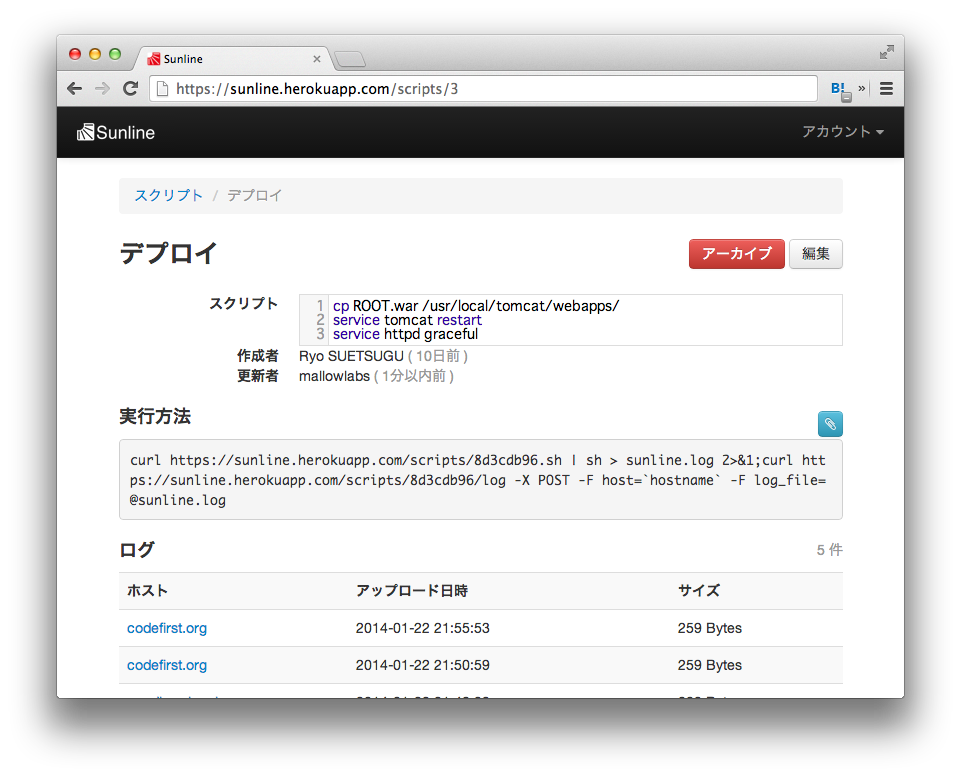 Sunline
https://sunline.herokuapp.com/scripts/3
B! »
Sunline アカウント
スクリプト / デプロイ
デプロイ アーカイブ 編集
スクリプト 1 cp ROOT.war /usr/local/tomcat/webapps/
2 service tomcat restart
3 service httpd graceful
作成者 Ryo SUETSUGU ( 10日前 )
更新者 mallowlabs ( 1分以内前 )
実行方法
curl https://sunline.herokuapp.com/scripts/8d3cdb96.sh | sh > sunline.log 2>&1;curl htt
ps://sunline.herokuapp.com/scripts/8d3cdb96/log -X POST -F host=`hostname` -F log_file=
@sunline.log
ログ 5 件
ホスト アップロード日時 サイズ
codefirst.org 2014-01-22 21:55:53 259 Bytes
codefirst.org 2014-01-22 21:50:59 259 Bytes